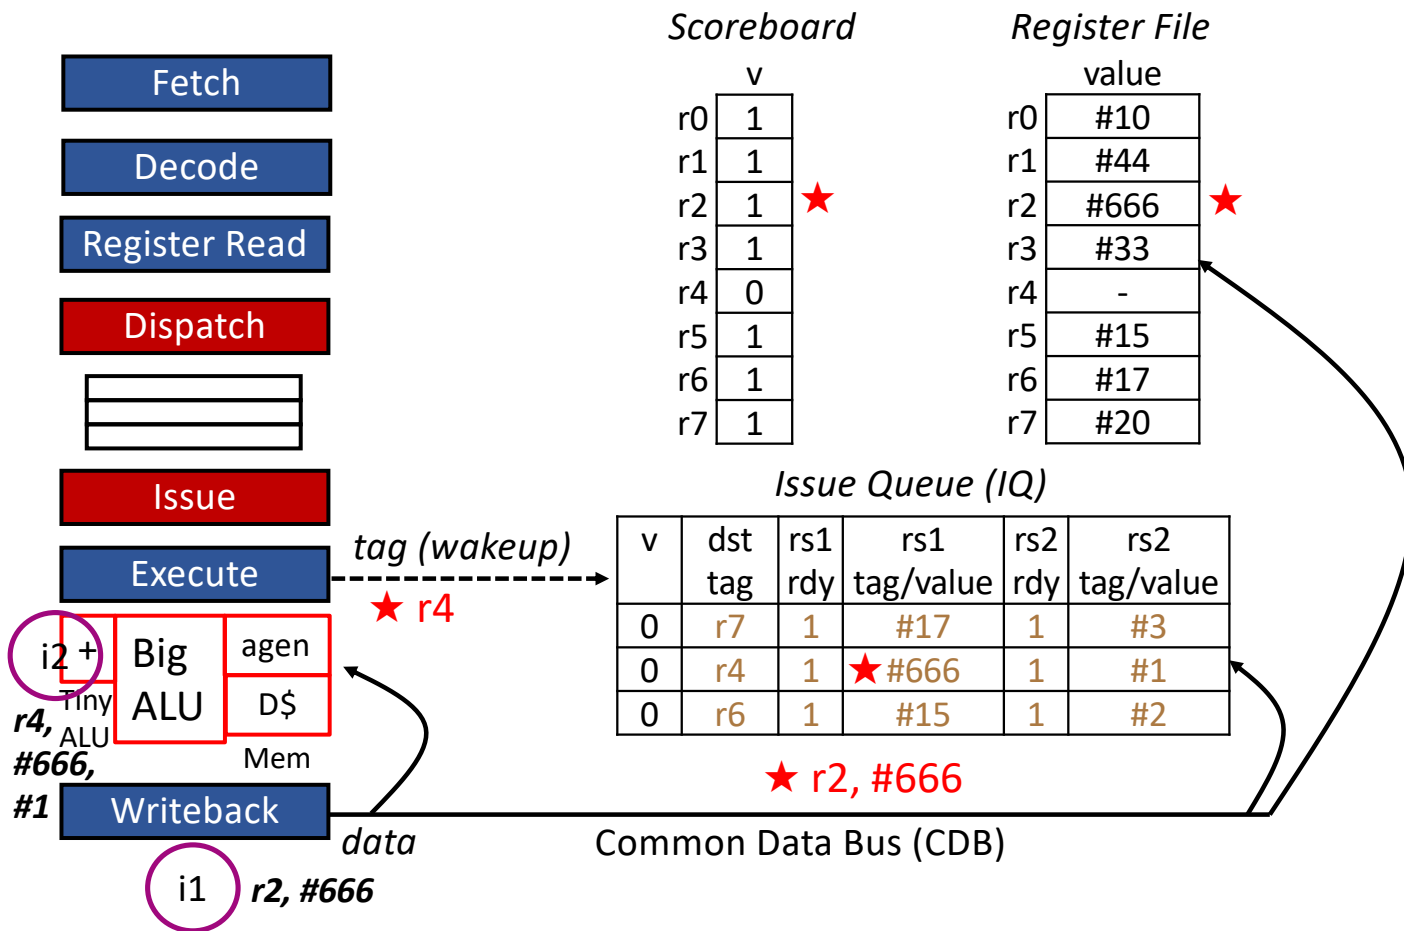 Scoreboard
Register File
v
value
Fetch
Decode
Register Read
Dispatch
Issue
Execute
r0 1
r1 1
r2 1
r3 1
r4 0
r5 1
r6 1
r7 1
r0 #10
r1 #44
r2 #666
r3 #33
r4 -
r5 #15
r6 #17
r7 #20
Issue Queue (IQ)
tag (wakeup)
r4
v dst tag rs1 rdy rs1 tag/value rs2 rdy rs2 tag/value
0 r7 1 #17 1 #3
0 r4 1 #666 1 #1
0 r6 1 #15 1 #2
i2 +
Big
ALU
agen
D$
Tiny
ALU
Mem
r4,
#666,
#1
Writeback
r2, #666
data
Common Data Bus (CDB)
i1
r2, #666